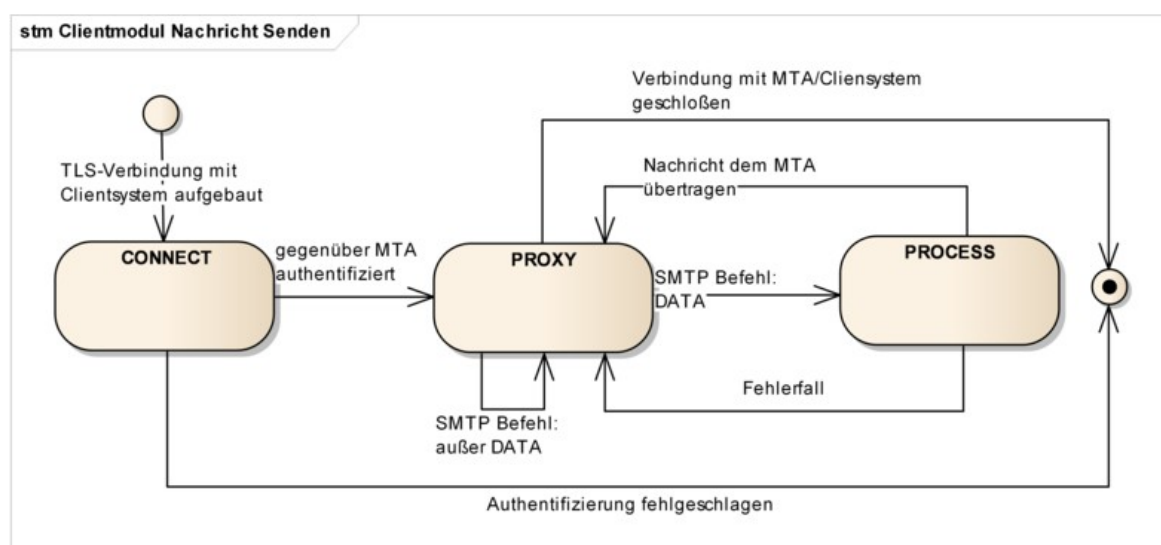 stm Clientmodul Nachricht Senden
Verbindung mit MTA/Cliensystem
geschloßen
TLS-Verbindung mit
Clientsystem aufgebaut
Nachricht dem MTA
übertragen
CONNECT
gegenüber MTA
authentifiziert
PROXY
SMTP Befehl:
DATA
PROCESS
Fehlerfall
SMTP Befehl:
außer DATA
Authentifizierung fehlgeschlagen